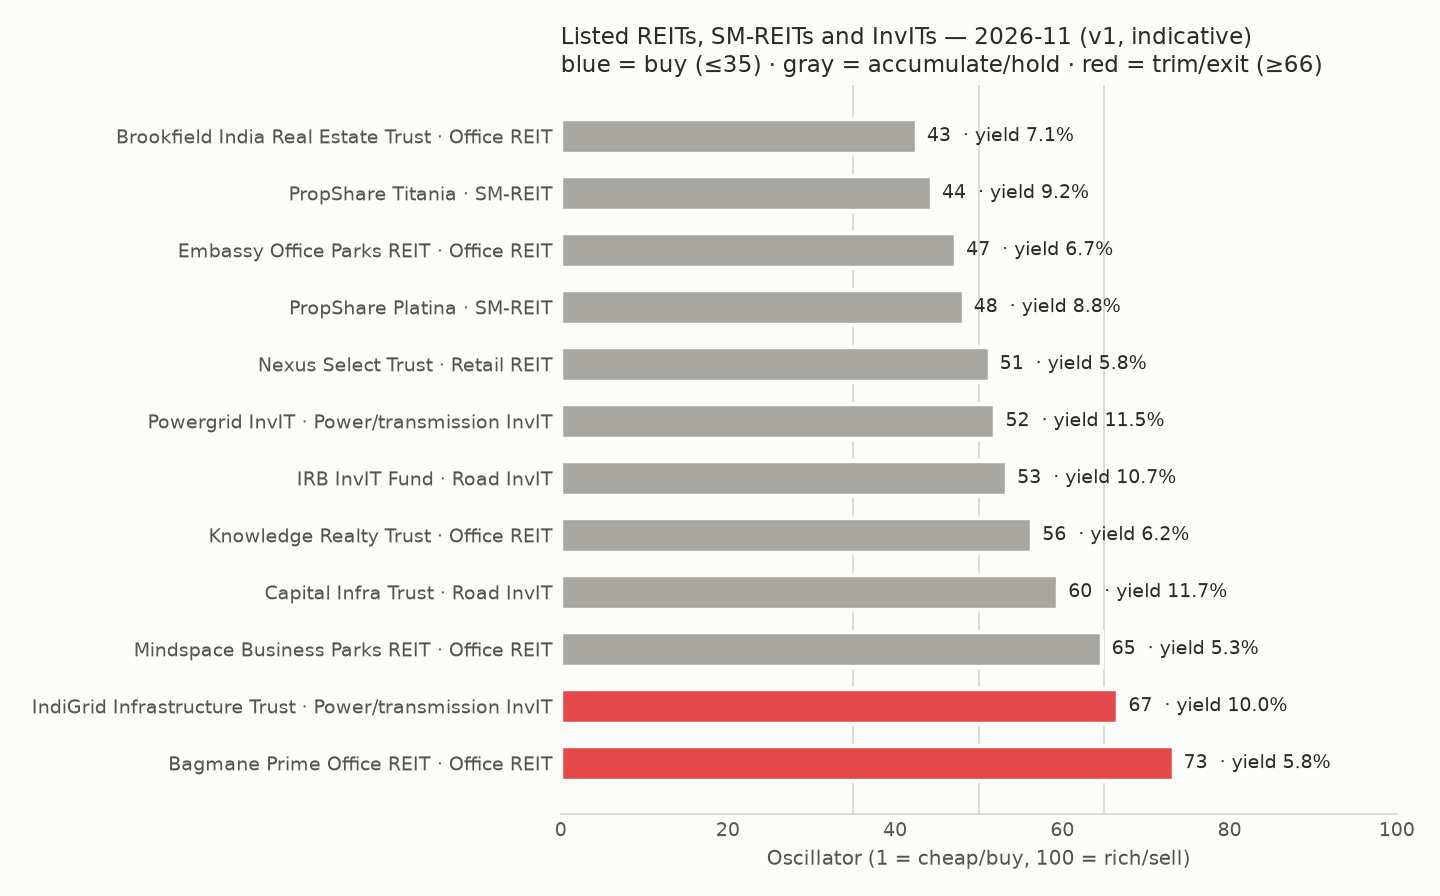 Listed REITs, SM-REITs and InvITs — 2026-11 (v1, indicative)
blue = buy (≤35) · gray = accumulate/hold · red = trim/exit (≥66)
Brookfield India Real Estate Trust · Office REIT 43 · yield 7.1%
PropShare Titania · SM-REIT 44 · yield 9.2%
Embassy Office Parks REIT · Office REIT 47 · yield 6.7%
PropShare Platina · SM-REIT 48 · yield 8.8%
Nexus Select Trust · Retail REIT 51 · yield 5.8%
Powergrid InvIT · Power/transmission InvIT 52 · yield 11.5%
IRB InvIT Fund · Road InvIT 53 · yield 10.7%
Knowledge Realty Trust · Office REIT 56 · yield 6.2%
Capital Infra Trust · Road InvIT 60 · yield 11.7%
Mindspace Business Parks REIT · Office REIT 65 · yield 5.3%
IndiGrid Infrastructure Trust · Power/transmission InvIT 67 · yield 10.0%
Bagmane Prime Office REIT · Office REIT 73 · yield 5.8%
0 20 40 60 80 100
Oscillator (1 = cheap/buy, 100 = rich/sell)